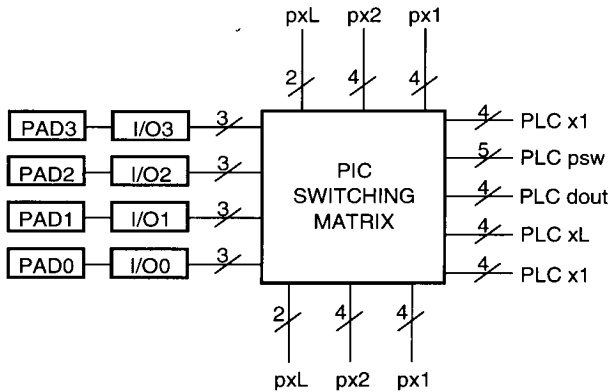 pxL px2 px1
2 4 4
PAD3 I/O3 3 4 PLC x1
PAD2 I/O2 3 5 PLC psw
PIC
SWITCHING
MATRIX
PAD1 I/O1 3 4 PLC dout
4 PLC xL
PAD0 I/O0 3 4 PLC x1
2 4 4
pxL px2 px1